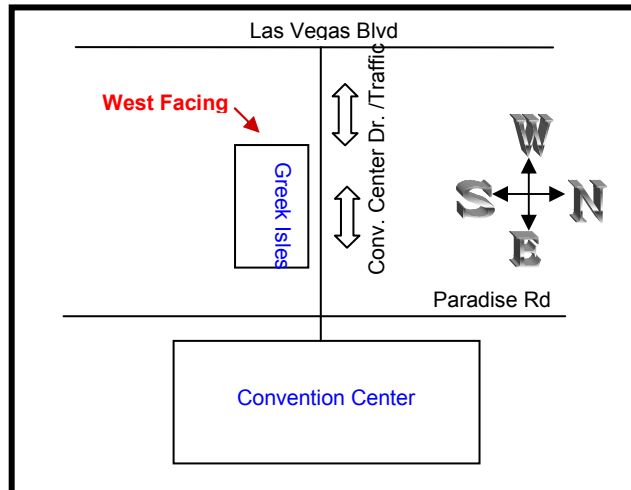 Las Vegas Blvd
West Facing
Greek Isles
Conv. Center Dr. /Traffic
W
S
N
E
Paradise Rd
Convention Center